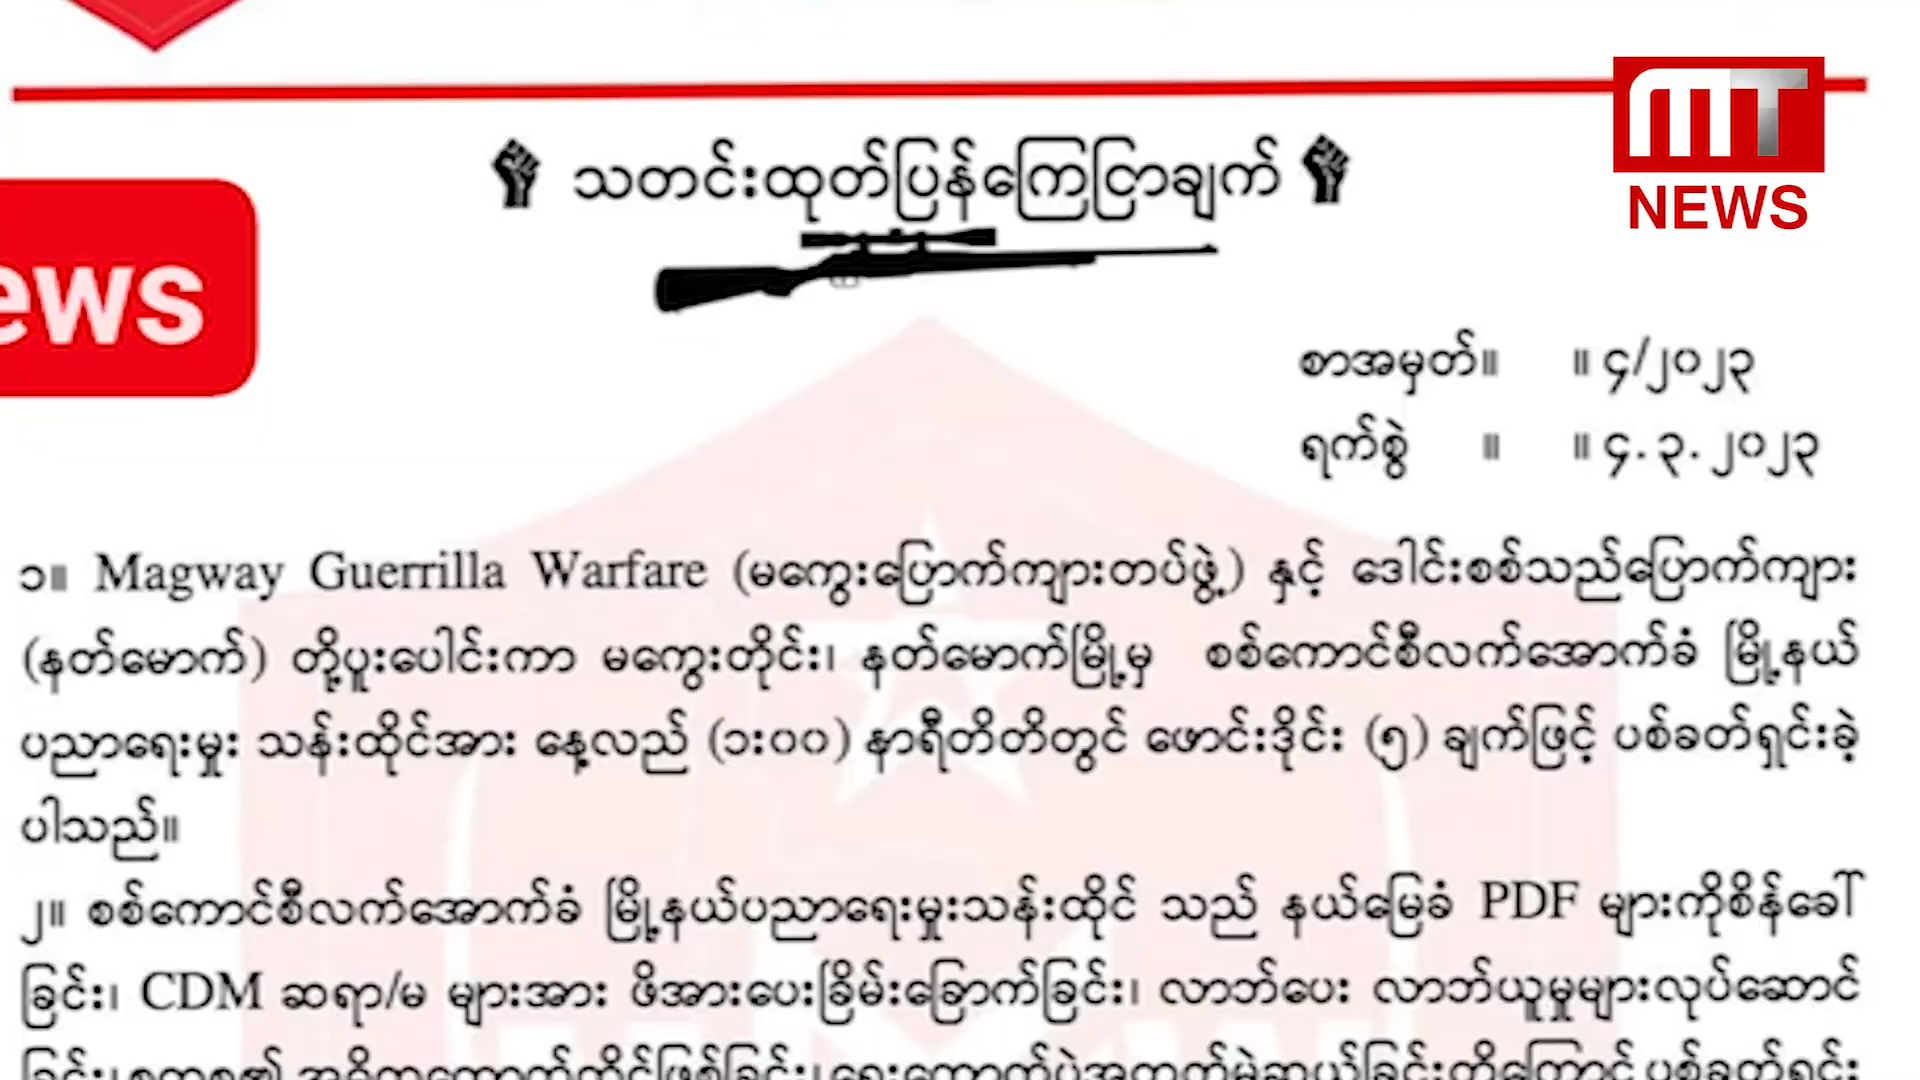 MT
NEWS
သတင်းထုတ်ပြန်ကြေငြာချက်
ews
စာအမှတ်။ ။ ၄/၂၀၂၃
ရက်စွဲ ။ ။ ၄.၃.၂၀၂၃
၁။ Magway Guerrilla Warfare (မကွေးပြောက်ကျားတပ်ဖွဲ့) နှင့် ဒေါင်းစစ်သည်ပြောက်ကျား
(နတ်မောက်) တို့ပူးပေါင်းကာ မကွေးတိုင်း၊ နတ်မောက်မြို့မှ စစ်ကောင်စီလက်အောက်ခံ မြို့နယ်
ပညာရေးမှူး သန်းထိုင်အား နေ့လည် (၁း၀၀) နာရီတိတိတွင် ဖောင်းဒိုင်း (၅) ချက်ဖြင့် ပစ်ခတ်ရှင်းခဲ့
ပါသည်။
၂။ စစ်ကောင်စီလက်အောက်ခံ မြို့နယ်ပညာရေးမှူးသန်းထိုင် သည် နယ်မြေခံ PDF များကိုစိန်ခေါ်
ခြင်း၊ CDM ဆရာ/မ များအား ဖိအားပေးခြိမ်းခြောက်ခြင်း၊ လာဘ်ပေး လာဘ်ယူမှုများလုပ်ဆောင်